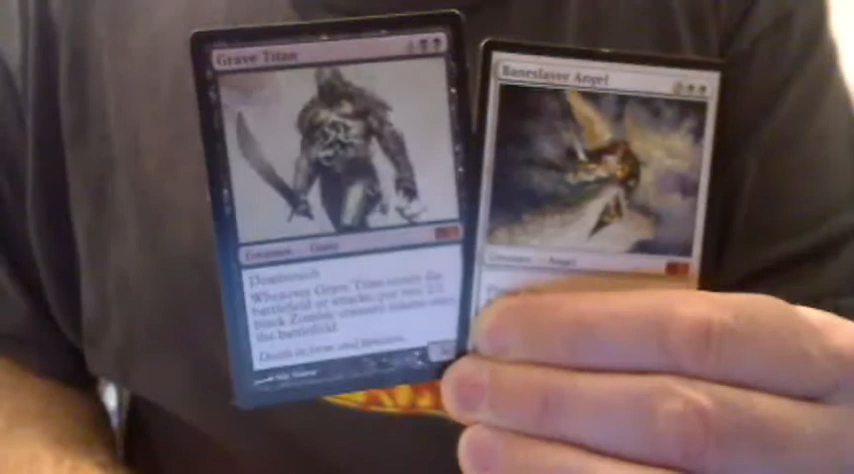 Grave Titan
4
Baneslayer Angel
Creature — Giant
Creature — Angel
Deathtouch
Whenever Grave Titan enters the
battlefield or attacks, put two 2/2
black Zombie creature tokens onto
the battlefield.
Death in form and function.